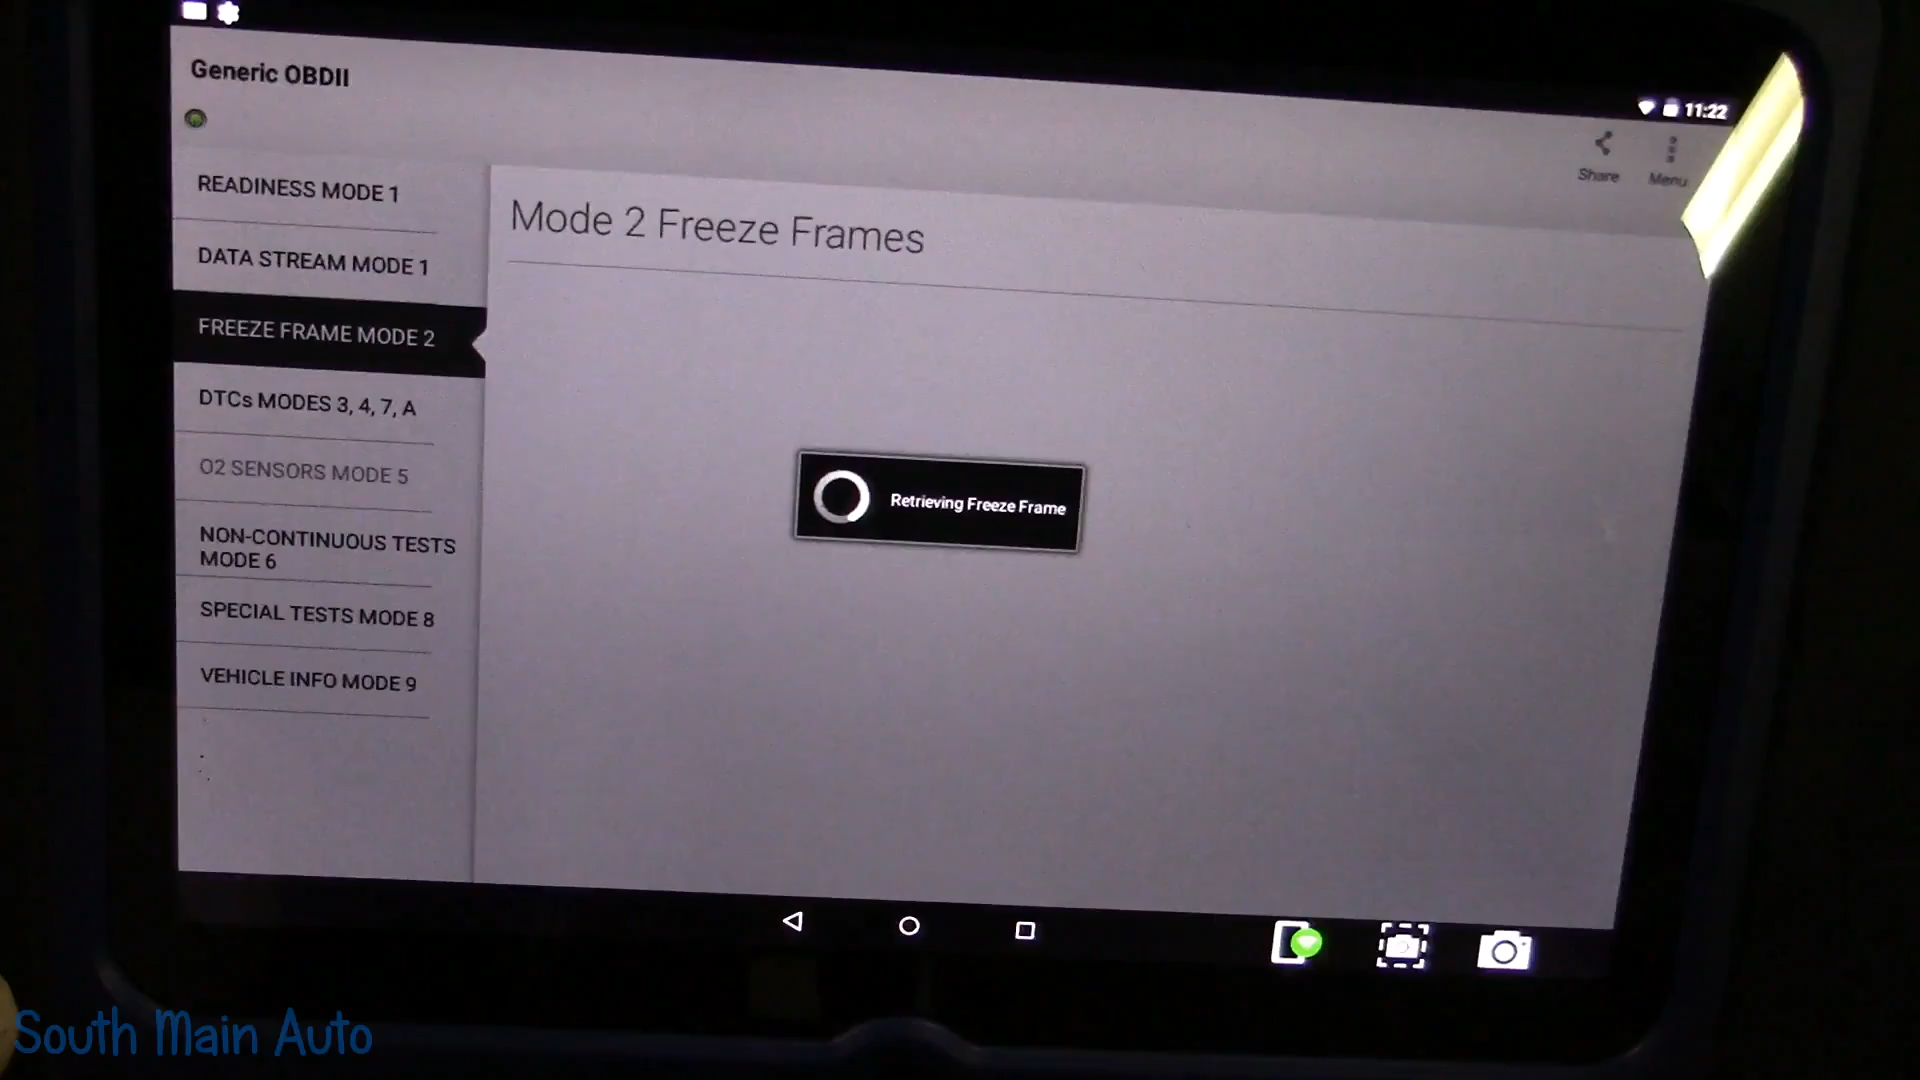 Generic OBDII
11:22
Share
Menu
READINESS MODE 1
DATA STREAM MODE 1
FREEZE FRAME MODE 2
DTCs MODES 3, 4, 7, A
O2 SENSORS MODE 5
NON-CONTINUOUS TESTS
MODE 6
SPECIAL TESTS MODE 8
VEHICLE INFO MODE 9
Mode 2 Freeze Frames
Retrieving Freeze Frame
South Main Auto